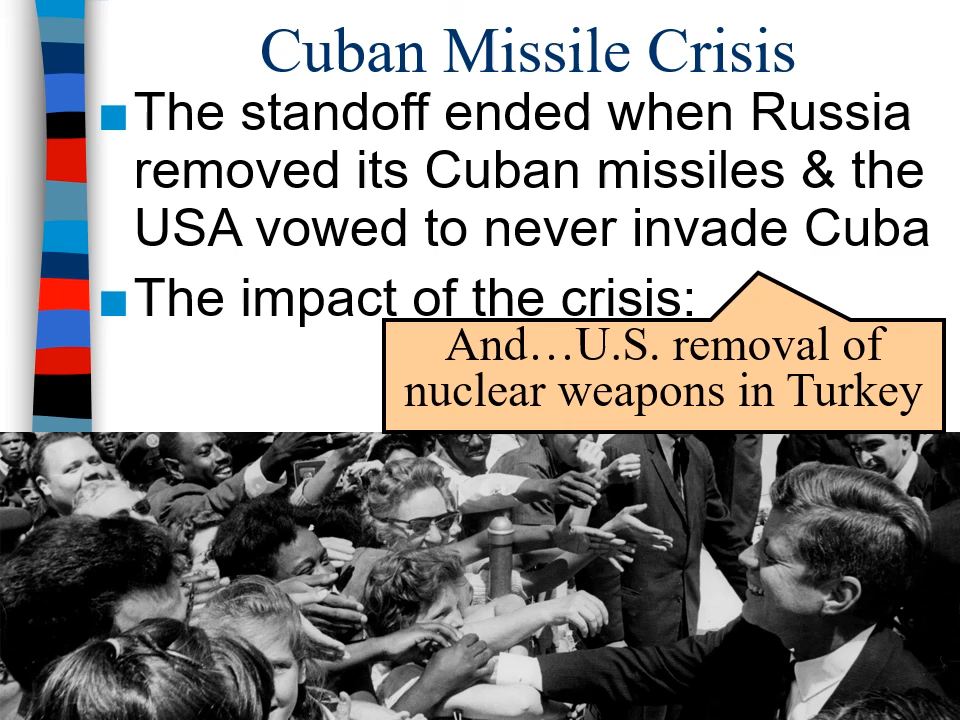 Cuban Missile Crisis
The standoff ended when Russia
removed its Cuban missiles & the
USA vowed to never invade Cuba
The impact of the crisis:
And…U.S. removal of
nuclear weapons in Turkey